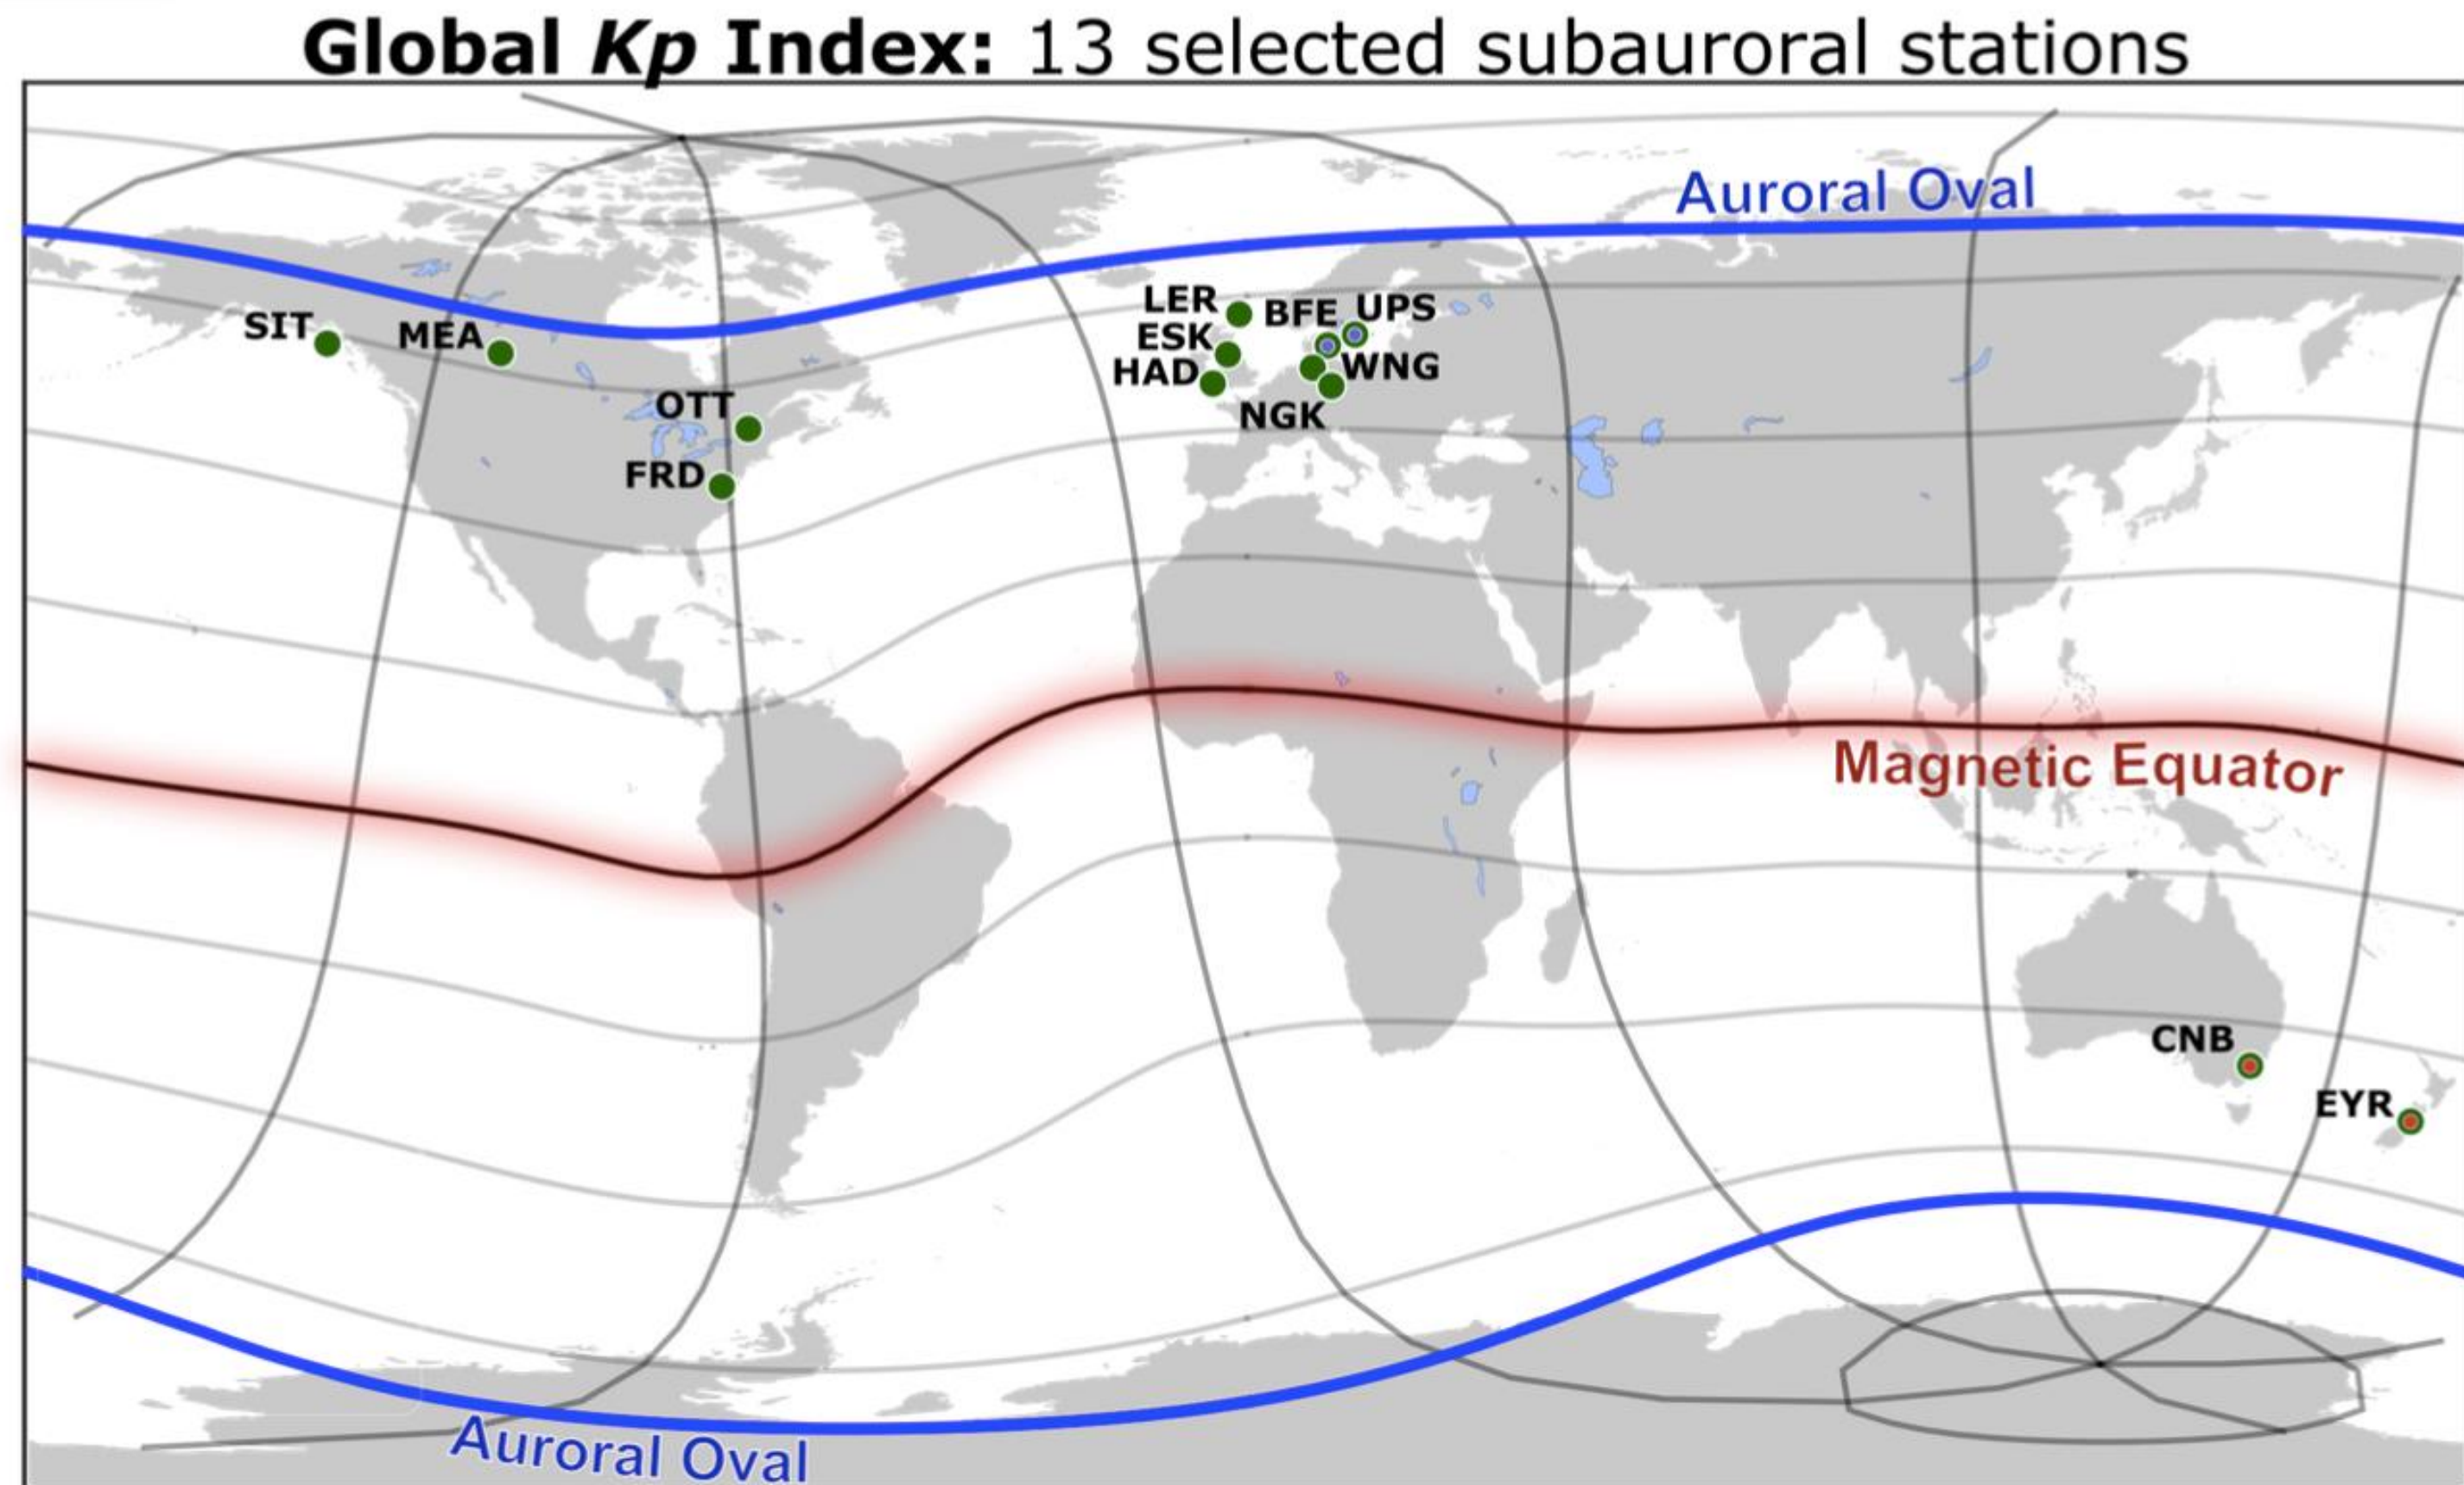 Global Kp Index: 13 selected subauroral stations
Auroral Oval
SIT
MEA
OTT
FRD
LER
BFE
UPS
ESK
HAD
WNG
NGK
Magnetic Equator
CNB
EYR
Auroral Oval